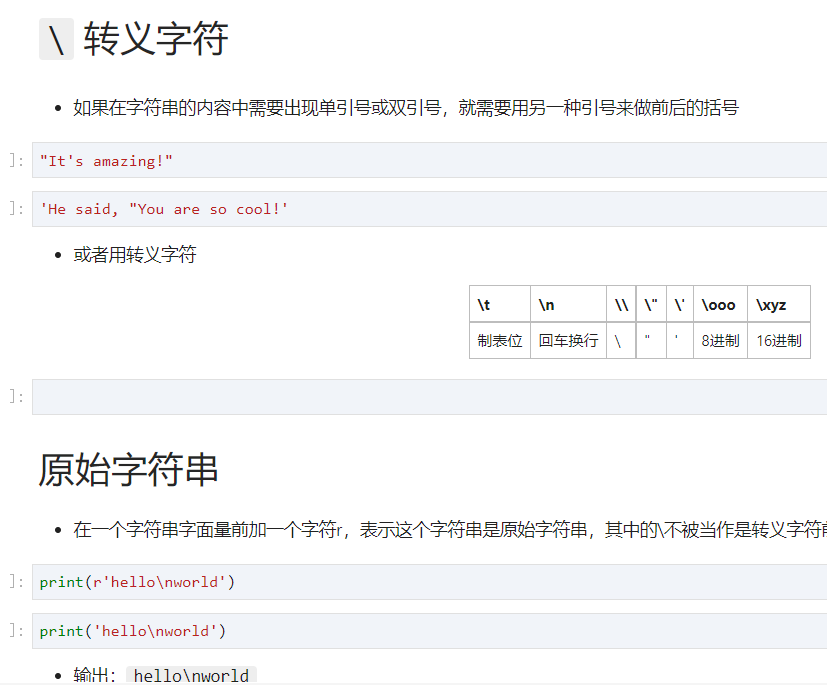 \ 转义字符
如果在字符串的内容中需要出现单引号或双引号，就需要用另一种引号来做前后的括号
]: "It's amazing!"
]: 'He said, "You are so cool!'
或者用转义字符
\t \n \\ \" \' \ooo \xyz
制表位 回车换行 \ " ' 8进制 16进制
]:
原始字符串
在一个字符串字面量前加一个字符r，表示这个字符串是原始字符串，其中的\不被当作是转义字符
]: print(r'hello\nworld')
]: print('hello\nworld')
输出： hello\nworld